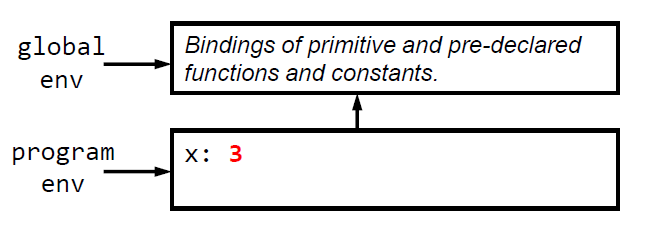 global
env
Bindings of primitive and pre-declared
functions and constants.
program
env
x: 3